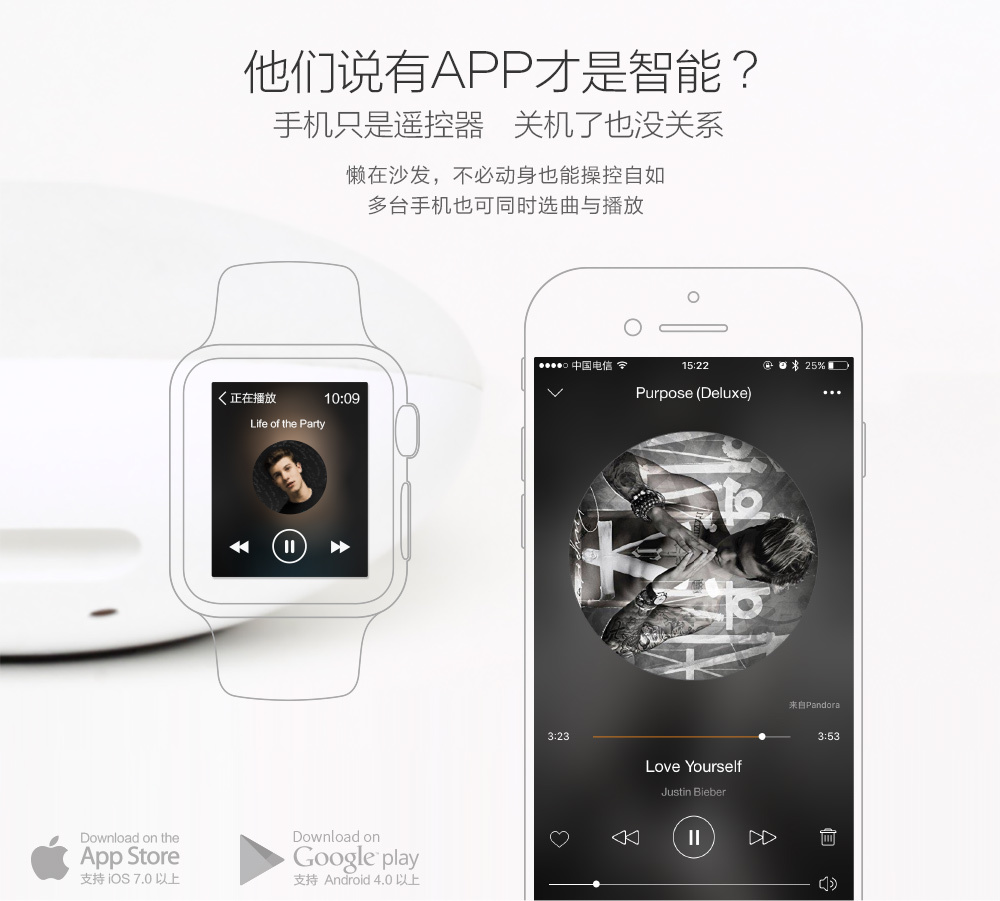 他们说有APP才是智能？
手机只是遥控器 关机了也没关系
懒在沙发，不必动身也能操控自如
多台手机也可同时选曲与播放
正在播放 10:09
Life of the Party
中国电信 15:22 25%
Purpose (Deluxe)
来自Pandora
3:23 3:53
Love Yourself
Justin Bieber
Download on the
App Store
支持 iOS 7.0 以上
Download on
Google play
支持 Android 4.0 以上